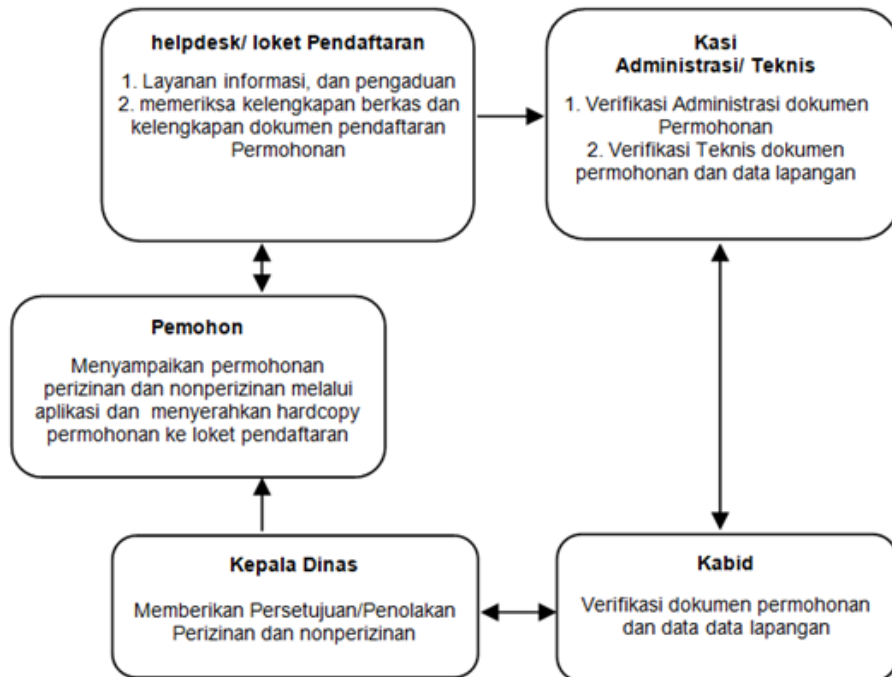 helpdesk/ loket Pendaftaran
1. Layanan informasi, dan pengaduan
2. memeriksa kelengkapan berkas dan
kelengkapan dokumen pendaftaran
Permohonan
Kasi
Administrasi/ Teknis
1. Verifikasi Administrasi dokumen
Permohonan
2. Verifikasi Teknis dokumen
permohonan dan data lapangan
Pemohon
Menyampaikan permohonan
perizinan dan nonperizinan melalui
aplikasi dan menyerahkan hardcopy
permohonan ke loket pendaftaran
Kepala Dinas
Memberikan Persetujuan/Penolakan
Perizinan dan nonperizinan
Kabid
Verifikasi dokumen permohonan
dan data data lapangan